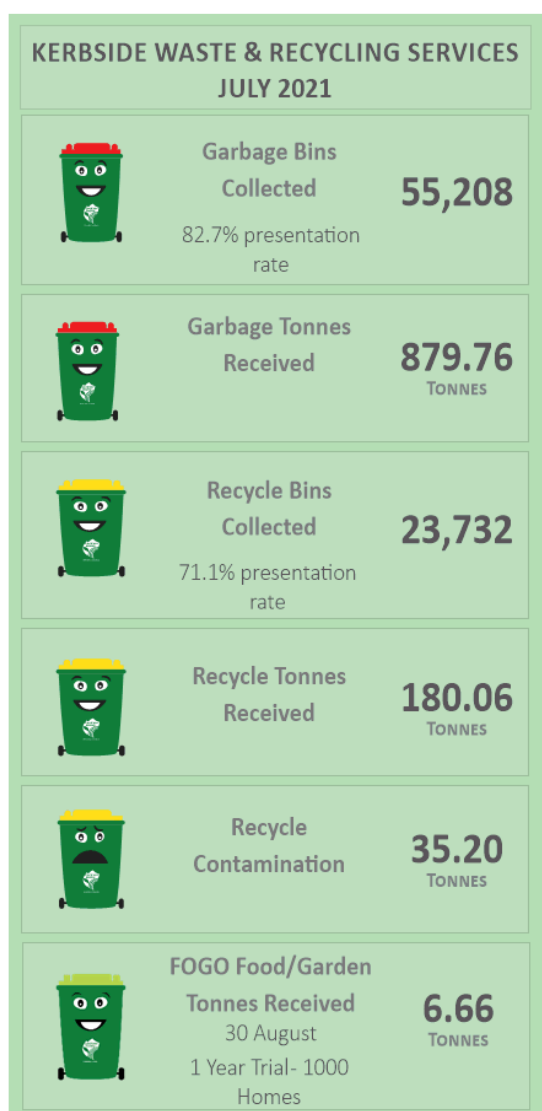 KERBSIDE WASTE & RECYCLING SERVICES
JULY 2021
Garbage Bins
Collected
82.7% presentation
rate
55,208
Garbage Tonnes
Received
879.76
TONNES
Recycle Bins
Collected
71.1% presentation
rate
23,732
Recycle Tonnes
Received
180.06
TONNES
Recycle
Contamination
35.20
TONNES
FOGO Food/Garden
Tonnes Received
30 August
1 Year Trial- 1000
Homes
6.66
TONNES